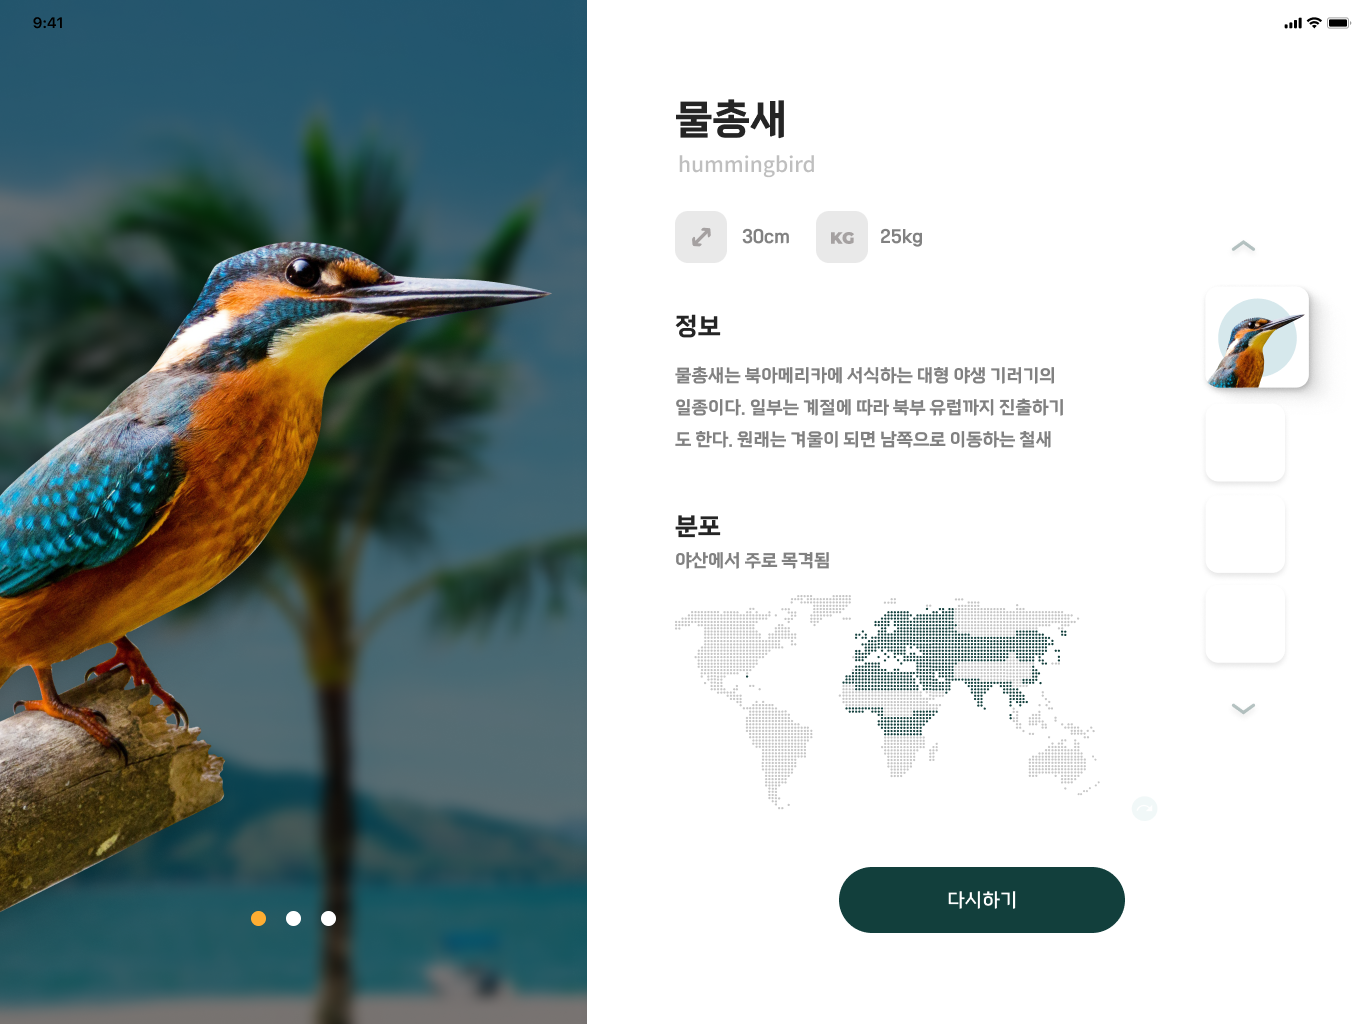 9:41
물총새
hummingbird
30cm
KG
25kg
정보
물총새는 북아메리카에 서식하는 대형 야생 기러기의
일종이다. 일부는 계절에 따라 북부 유럽까지 진출하기
도 한다. 원래는 겨울이 되면 남쪽으로 이동하는 철새
분포
야산에서 주로 목격됨
다시하기